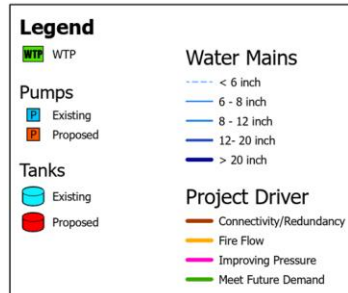 Legend
WTP WTP
Pumps
P Existing
P Proposed
Tanks
Existing
Proposed
Water Mains
< 6 inch
6 - 8 inch
8 - 12 inch
12- 20 inch
> 20 inch
Project Driver
Connectivity/Redundancy
Fire Flow
Improving Pressure
Meet Future Demand